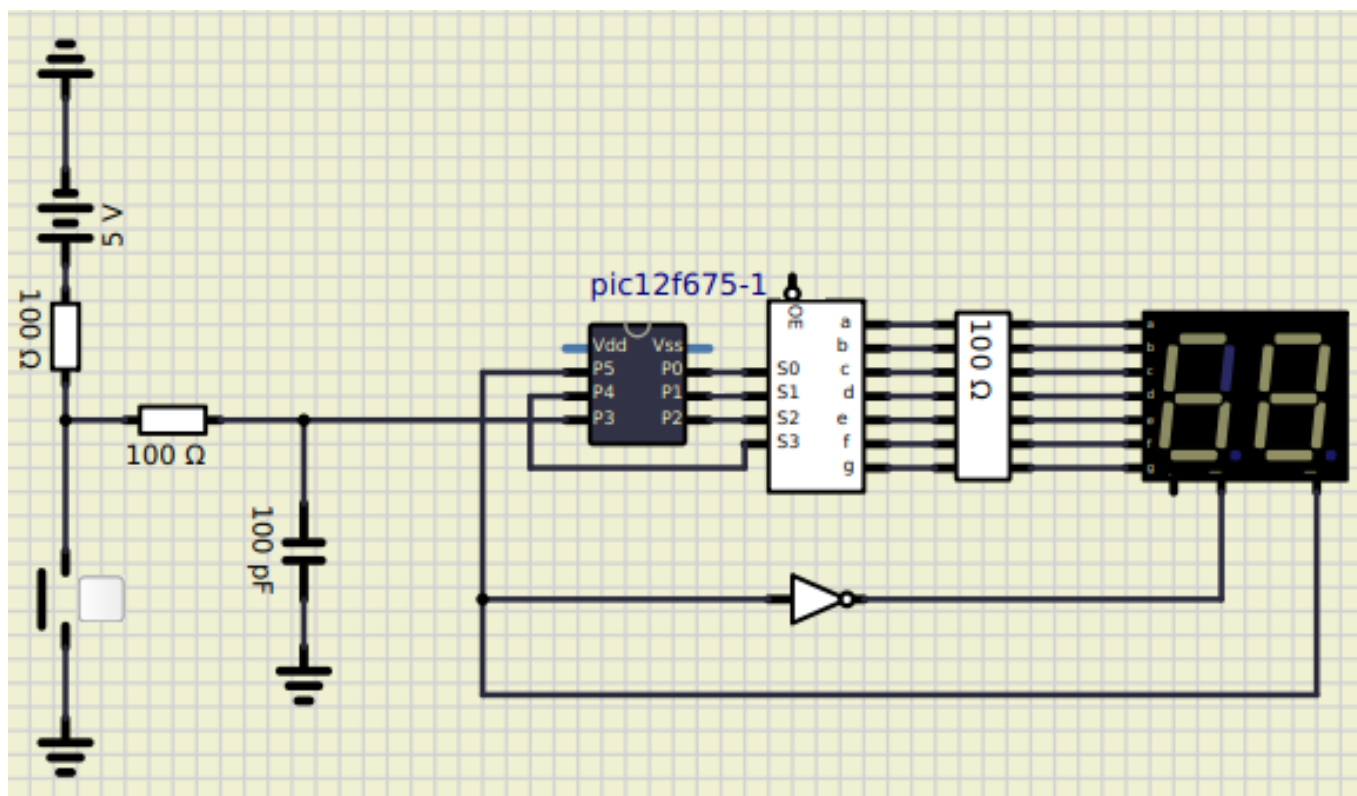 5 V
100 Ω
100 Ω
100 pF
pic12f675-1
Vdd Vss
P5 P0
P4 P1
P3 P2
OE
S0
S1
S2
S3
a
b
c
d
e
f
g
100 Ω
a
b
c
d
e
f
g